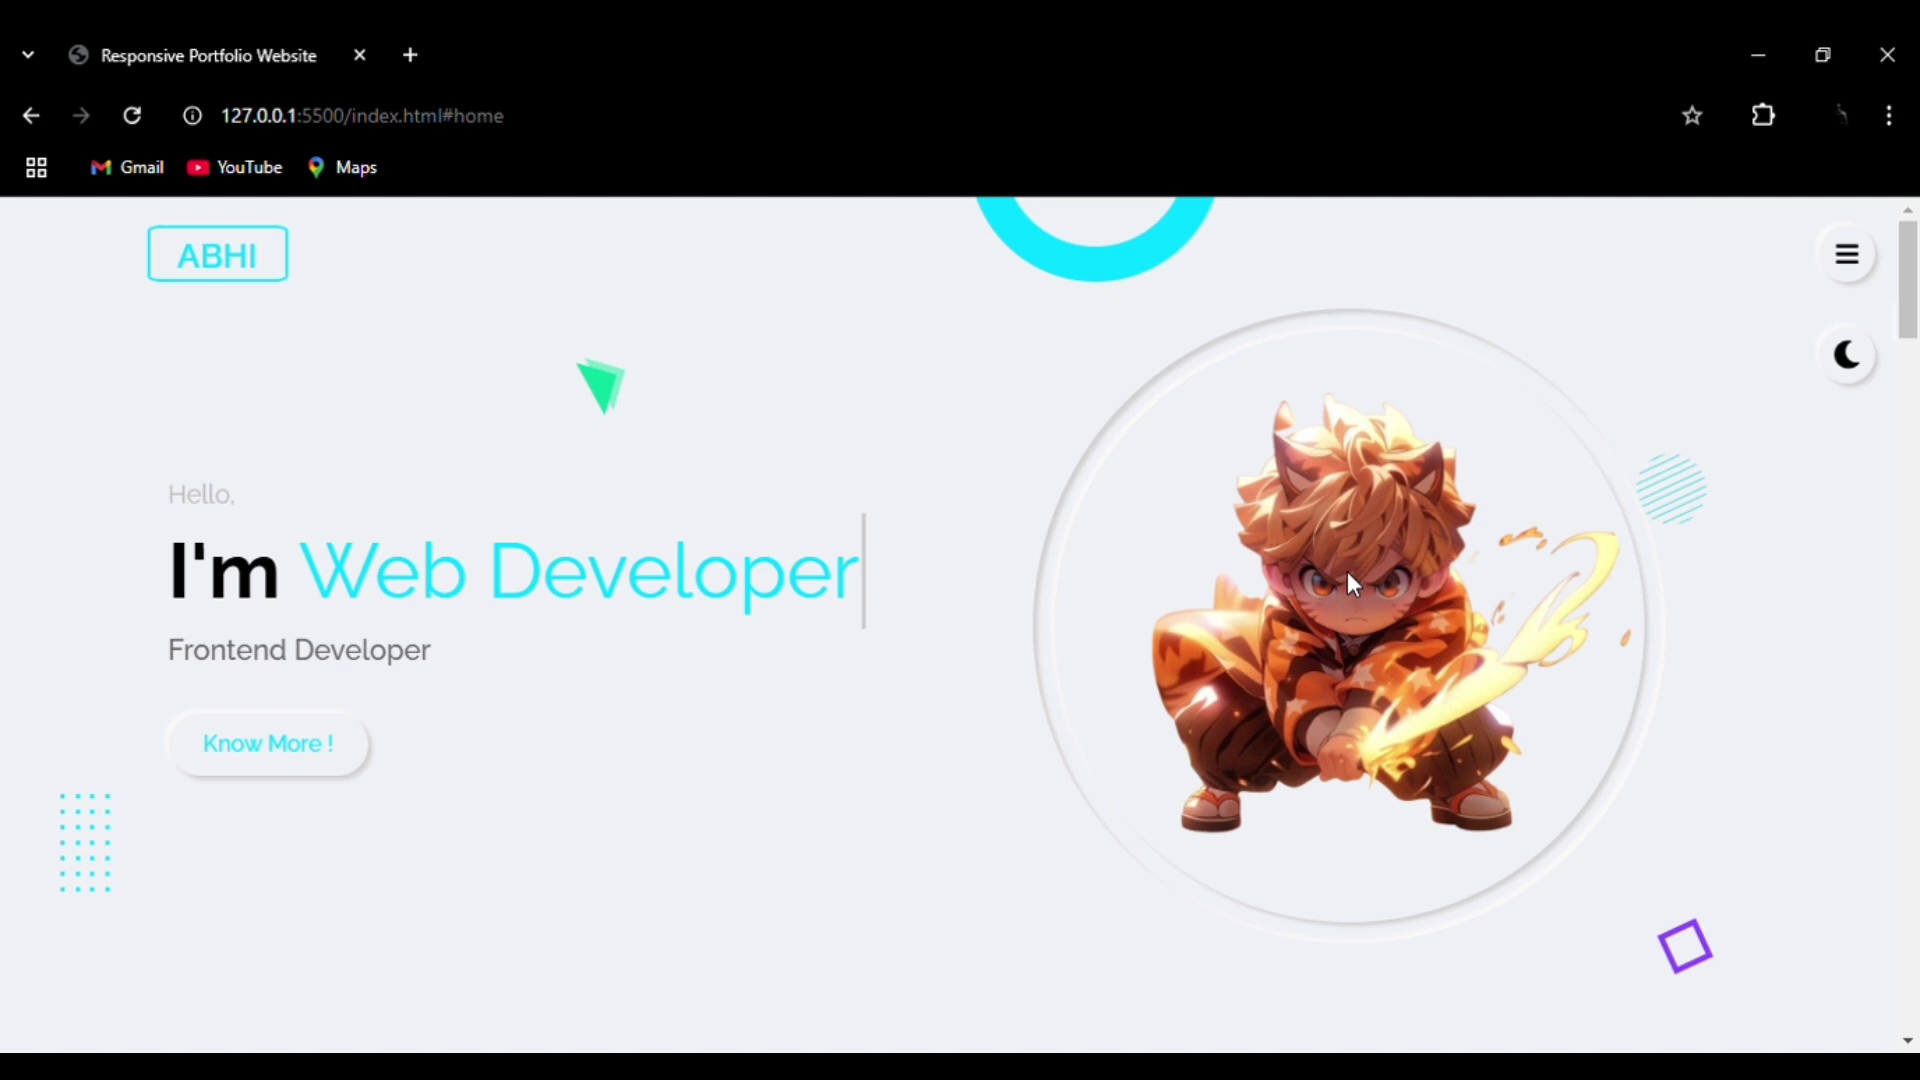 Responsive Portfolio Website
127.0.0.1:5500/index.html#home
Gmail YouTube Maps
ABHI
Hello,
I'm Web Developer
Frontend Developer
Know More !